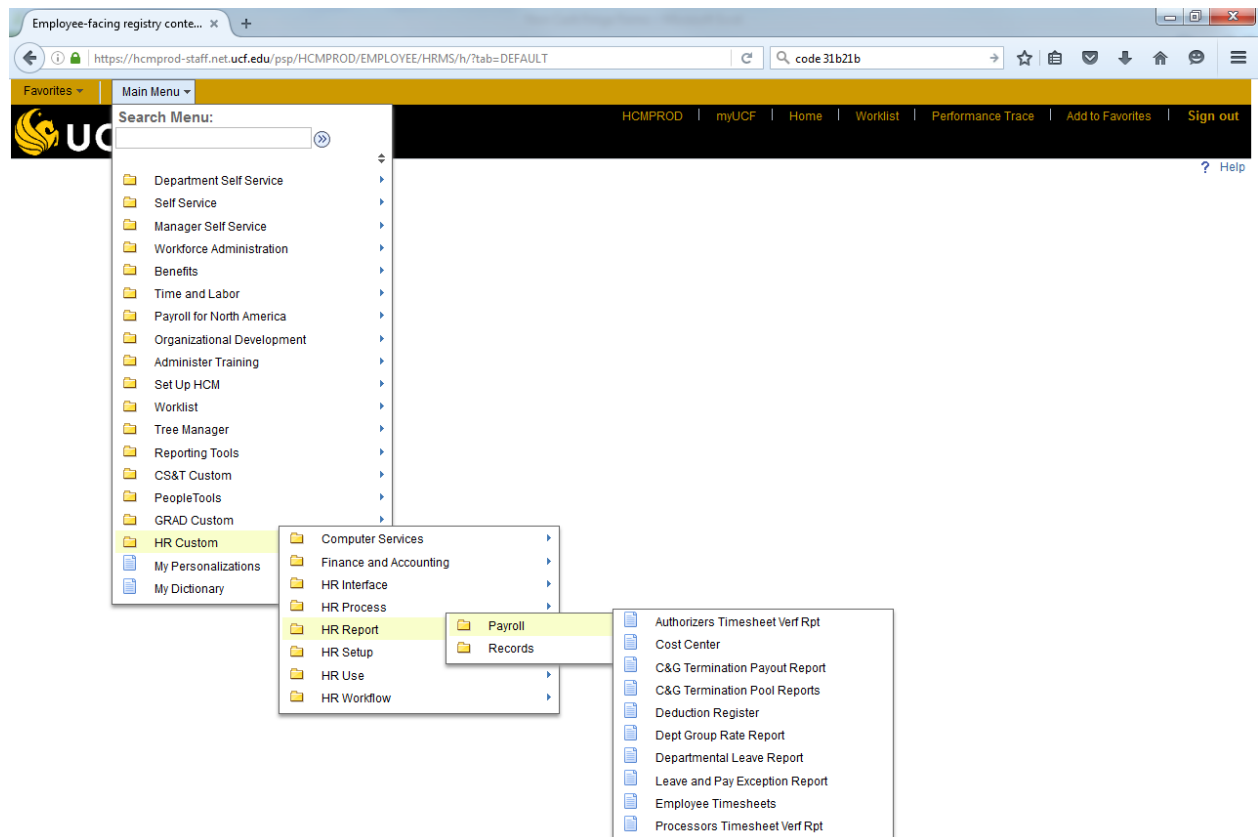 Employee-facing registry conte... × +
https://hcmprod-staff.net.ucf.edu/psp/HCMPROD/EMPLOYEE/HRMS/h/?tab=DEFAULT
code 31b21b
Favorites
Main Menu
UC
HCMPROD | myUCF | Home | Worklist | Performance Trace | Add to Favorites | Sign out
? Help
Search Menu:
Department Self Service
Self Service
Manager Self Service
Workforce Administration
Benefits
Time and Labor
Payroll for North America
Organizational Development
Administer Training
Set Up HCM
Worklist
Tree Manager
Reporting Tools
CS&T Custom
PeopleTools
GRAD Custom
HR Custom
My Personalizations
My Dictionary
Computer Services
Finance and Accounting
HR Interface
HR Process
HR Report
HR Setup
HR Use
HR Workflow
Payroll
Records
Authorizers Timesheet Verf Rpt
Cost Center
C&G Termination Payout Report
C&G Termination Pool Reports
Deduction Register
Dept Group Rate Report
Departmental Leave Report
Leave and Pay Exception Report
Employee Timesheets
Processors Timesheet Verf Rpt